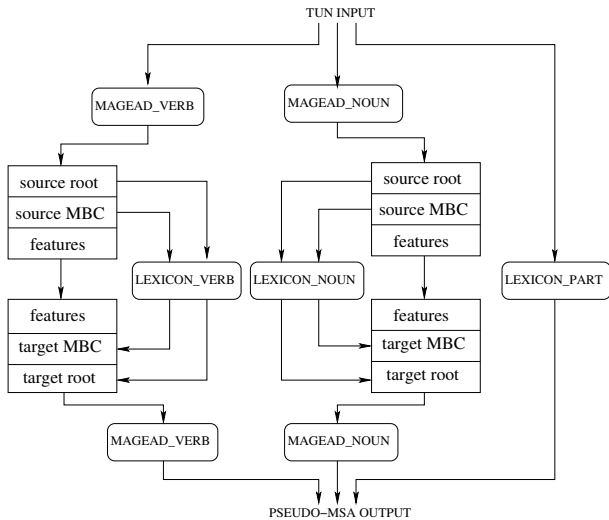 TUN INPUT
MAGEAD_VERB
MAGEAD_NOUN
source root
source MBC
features
source root
source MBC
features
LEXICON_VERB
LEXICON_NOUN
LEXICON_PART
features
target MBC
target root
features
target MBC
target root
MAGEAD_VERB
MAGEAD_NOUN
PSEUDO-MSA OUTPUT